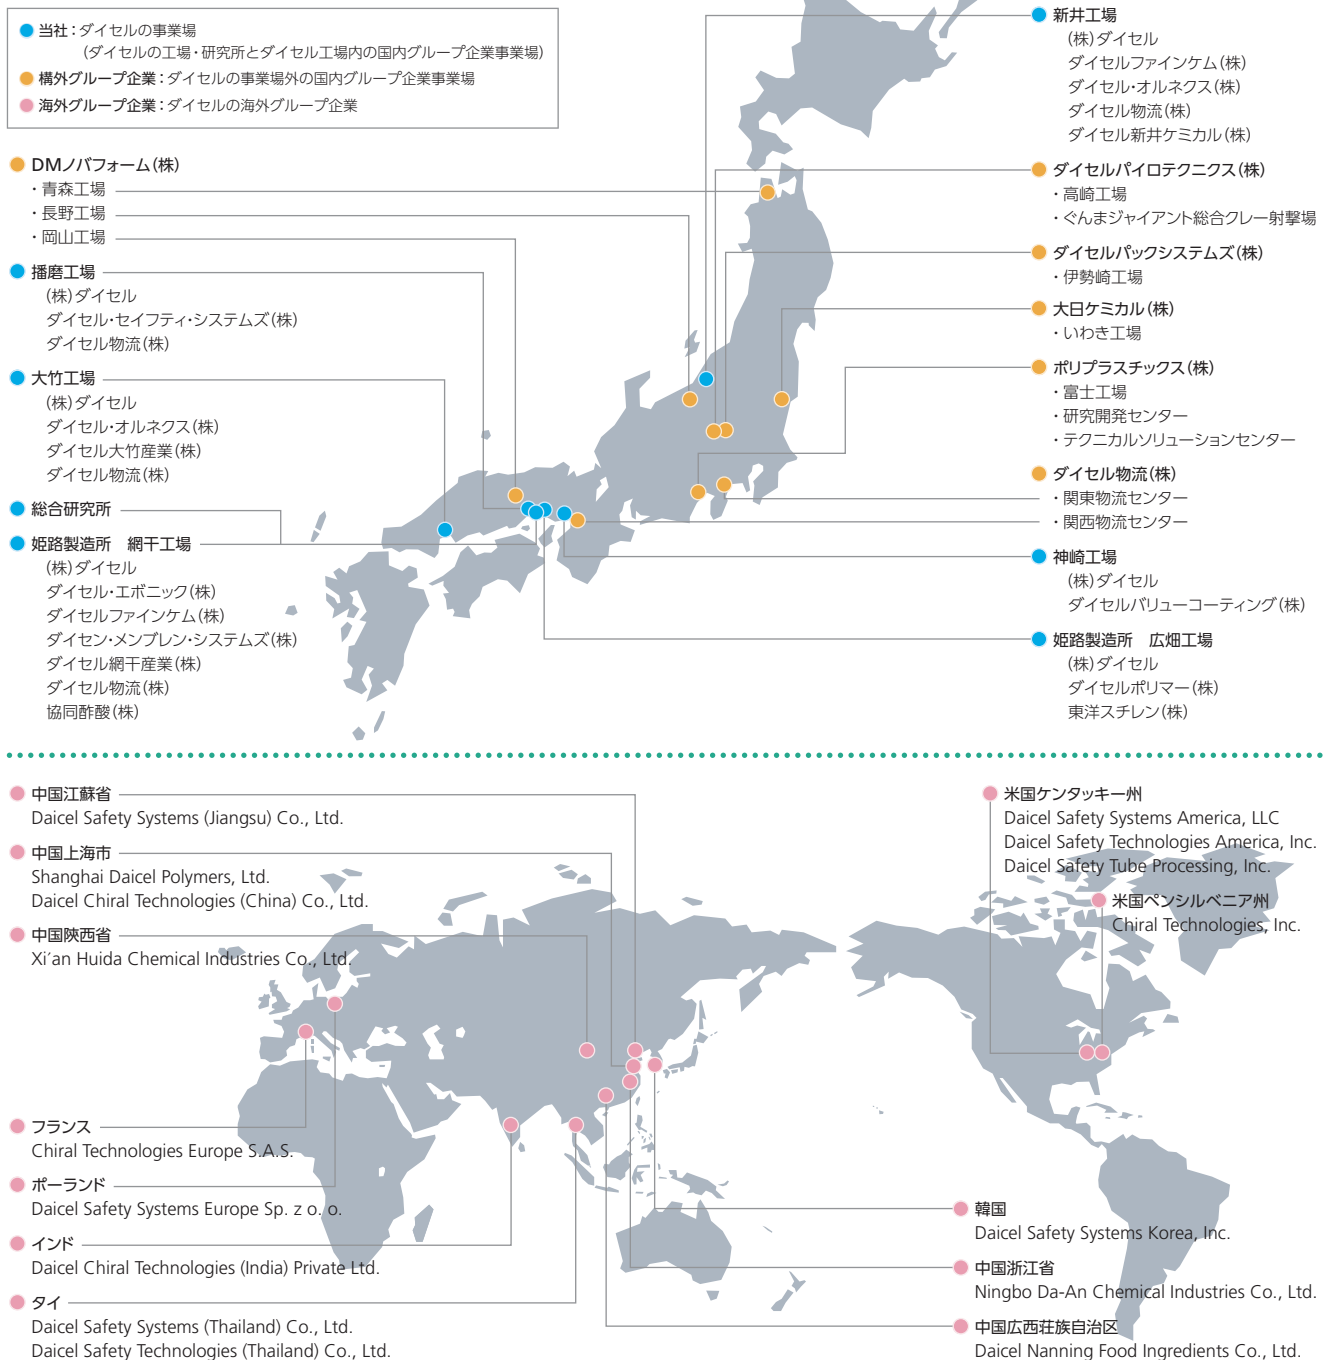 当社：ダイセルの事業場
(ダイセルの工場・研究所とダイセル工場内の国内グループ企業事業場)
構外グループ企業：ダイセルの事業場外の国内グループ企業事業場
海外グループ企業：ダイセルの海外グループ企業
DMノバフォーム(株)
・青森工場
・長野工場
・岡山工場
播磨工場
(株)ダイセル
ダイセル・セイフティ・システムズ(株)
ダイセル物流(株)
大竹工場
(株)ダイセル
ダイセル・オルネクス(株)
ダイセル大竹産業(株)
ダイセル物流(株)
総合研究所
姫路製造所　網干工場
(株)ダイセル
ダイセル・エボニック(株)
ダイセルファインケム(株)
ダイセン・メンブレン・システムズ(株)
ダイセル網干産業(株)
ダイセル物流(株)
協同酢酸(株)
新井工場
(株)ダイセル
ダイセルファインケム(株)
ダイセル・オルネクス(株)
ダイセル物流(株)
ダイセル新井ケミカル(株)
ダイセルパイロテクニクス(株)
・高崎工場
・ぐんまジャイアント総合クレー射撃場
ダイセルパックシステムズ(株)
・伊勢崎工場
大日ケミカル(株)
・いわき工場
ポリプラスチックス(株)
・富士工場
・研究開発センター
・テクニカルソリューションセンター
ダイセル物流(株)
・関東物流センター
・関西物流センター
神崎工場
(株)ダイセル
ダイセルバリューコーティング(株)
姫路製造所　広畑工場
(株)ダイセル
ダイセルポリマー(株)
東洋スチレン(株)
中国江蘇省
Daicel Safety Systems (Jiangsu) Co., Ltd.
中国上海市
Shanghai Daicel Polymers, Ltd.
Daicel Chiral Technologies (China) Co., Ltd.
中国陝西省
Xi'an Huida Chemical Industries Co., Ltd.
フランス
Chiral Technologies Europe S.A.S.
ポーランド
Daicel Safety Systems Europe Sp. z o. o.
インド
Daicel Chiral Technologies (India) Private Ltd.
タイ
Daicel Safety Systems (Thailand) Co., Ltd.
Daicel Safety Technologies (Thailand) Co., Ltd.
米国ケンタッキー州
Daicel Safety Systems America, LLC
Daicel Safety Technologies America, Inc.
Daicel Safety Tube Processing, Inc.
米国ペンシルベニア州
Chiral Technologies, Inc.
韓国
Daicel Safety Systems Korea, Inc.
中国浙江省
Ningbo Da-An Chemical Industries Co., Ltd.
中国広西荘族自治区
Daicel Nanning Food Ingredients Co., Ltd.